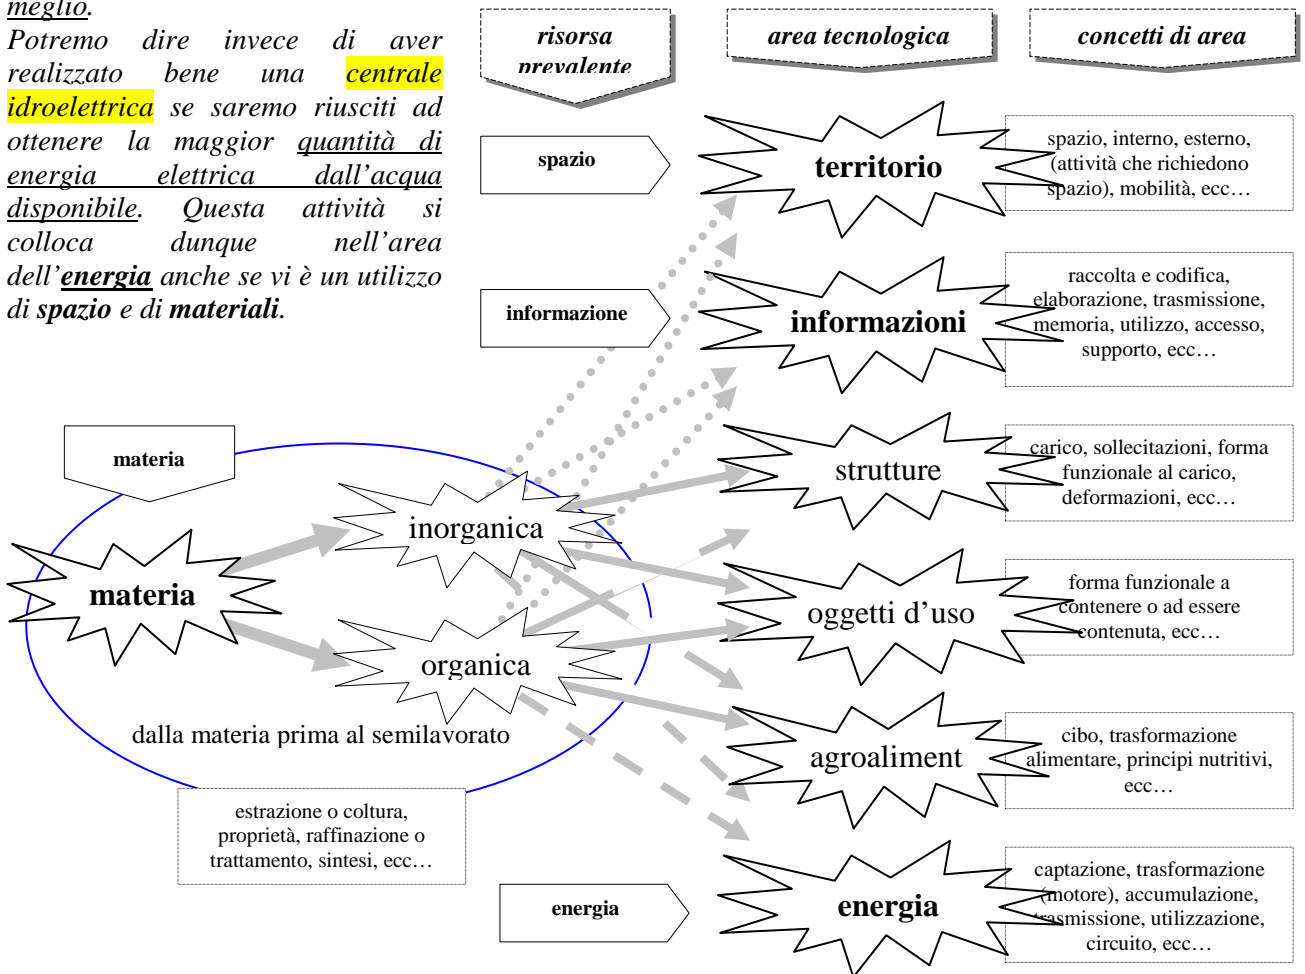 meglio.
Potremo dire invece di aver
realizzato bene una centrale
idroelettrica se saremo riusciti ad
ottenere la maggior quantità di
energia elettrica dall'acqua
disponibile. Questa attività si
colloca dunque nell'area
dell'energia anche se vi è un utilizzo
di spazio e di materiali.
risorsa
prevalente
area tecnologica
concetti di area
spazio
territorio
spazio, interno, esterno,
(attività che richiedono
spazio), mobilità, ecc…
informazione
informazioni
raccolta e codifica,
elaborazione, trasmissione,
memoria, utilizzo, accesso,
supporto, ecc…
materia
materia
inorganica
organica
dalla materia prima al semilavorato
estrazione o coltura,
proprietà, raffinazione o
trattamento, sintesi, ecc…
strutture
carico, sollecitazioni, forma
funzionale al carico,
deformazioni, ecc…
oggetti d'uso
forma funzionale a
contenere o ad essere
contenuta, ecc…
agroaliment
cibo, trasformazione
alimentare, principi nutritivi,
ecc…
energia
energia
captazione, trasformazione
(motore), accumulazione,
trasmissione, utilizzazione,
circuito, ecc…